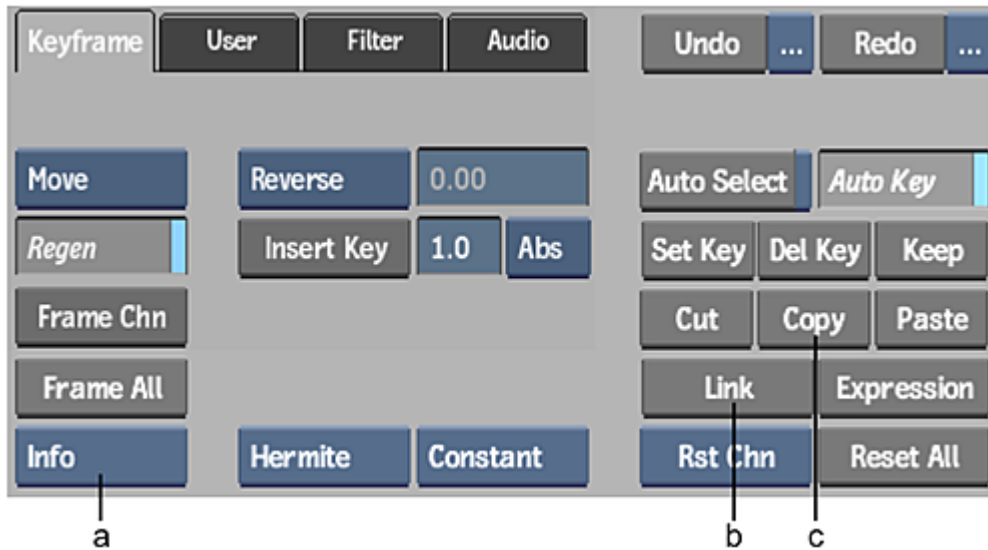 Keyframe User Filter Audio Undo ... Redo ...
Move Reverse 0.00 Auto Select Auto Key
Regen Insert Key 1.0 Abs Set Key Del Key Keep
Frame Chn Cut Copy Paste
Frame All Link Expression
Info Hermite Constant Rst Chn Reset All
a b c